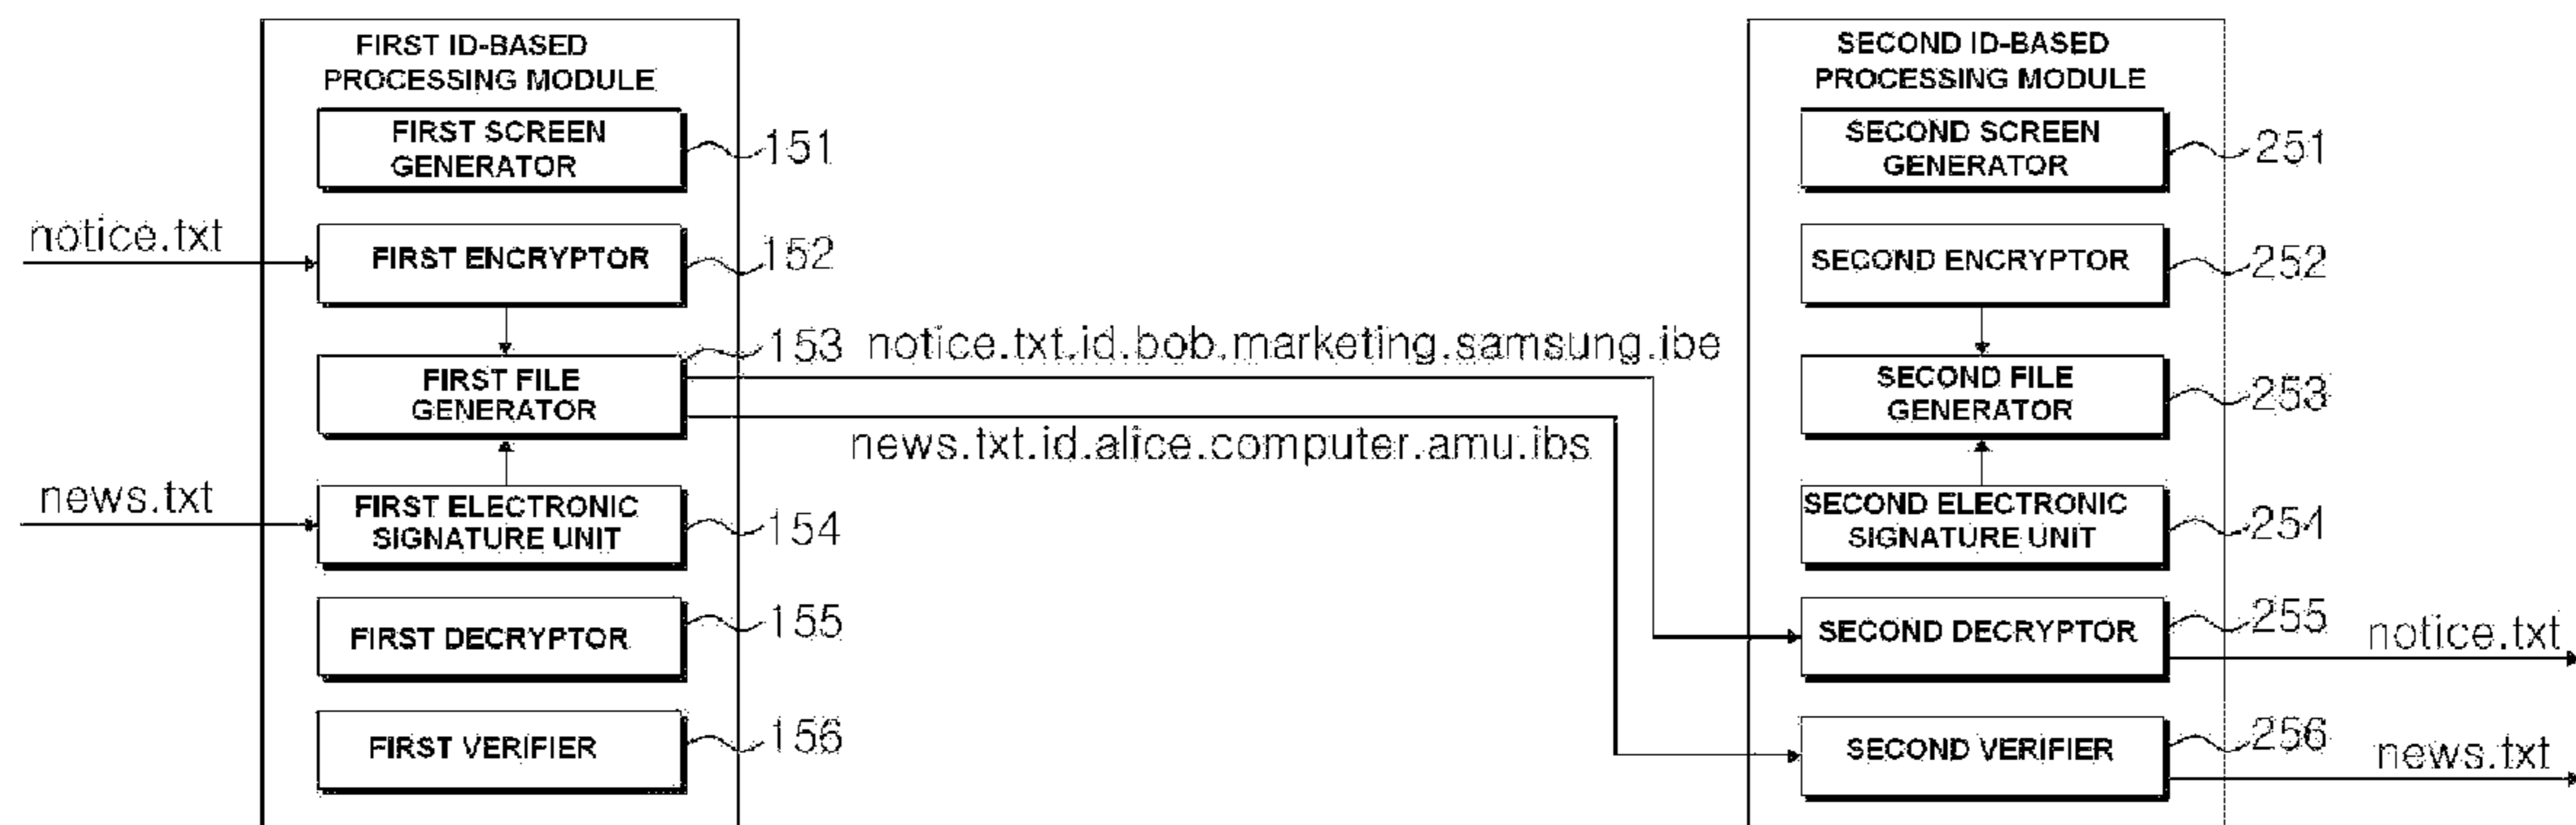 FIRST ID-BASED
PROCESSING MODULE
FIRST SCREEN
GENERATOR
151
notice.txt
FIRST ENCRYPTOR
152
FIRST FILE
GENERATOR
153
notice.txt.id.bob.marketing.samsung.ibe
news.txt.id.alice.computer.amu.ibs
news.txt
FIRST ELECTRONIC
SIGNATURE UNIT
154
FIRST DECRYPTOR
155
FIRST VERIFIER
156
SECOND ID-BASED
PROCESSING MODULE
SECOND SCREEN
GENERATOR
251
SECOND ENCRYPTOR
252
SECOND FILE
GENERATOR
253
SECOND ELECTRONIC
SIGNATURE UNIT
254
SECOND DECRYPTOR
255
notice.txt
SECOND VERIFIER
256
news.txt